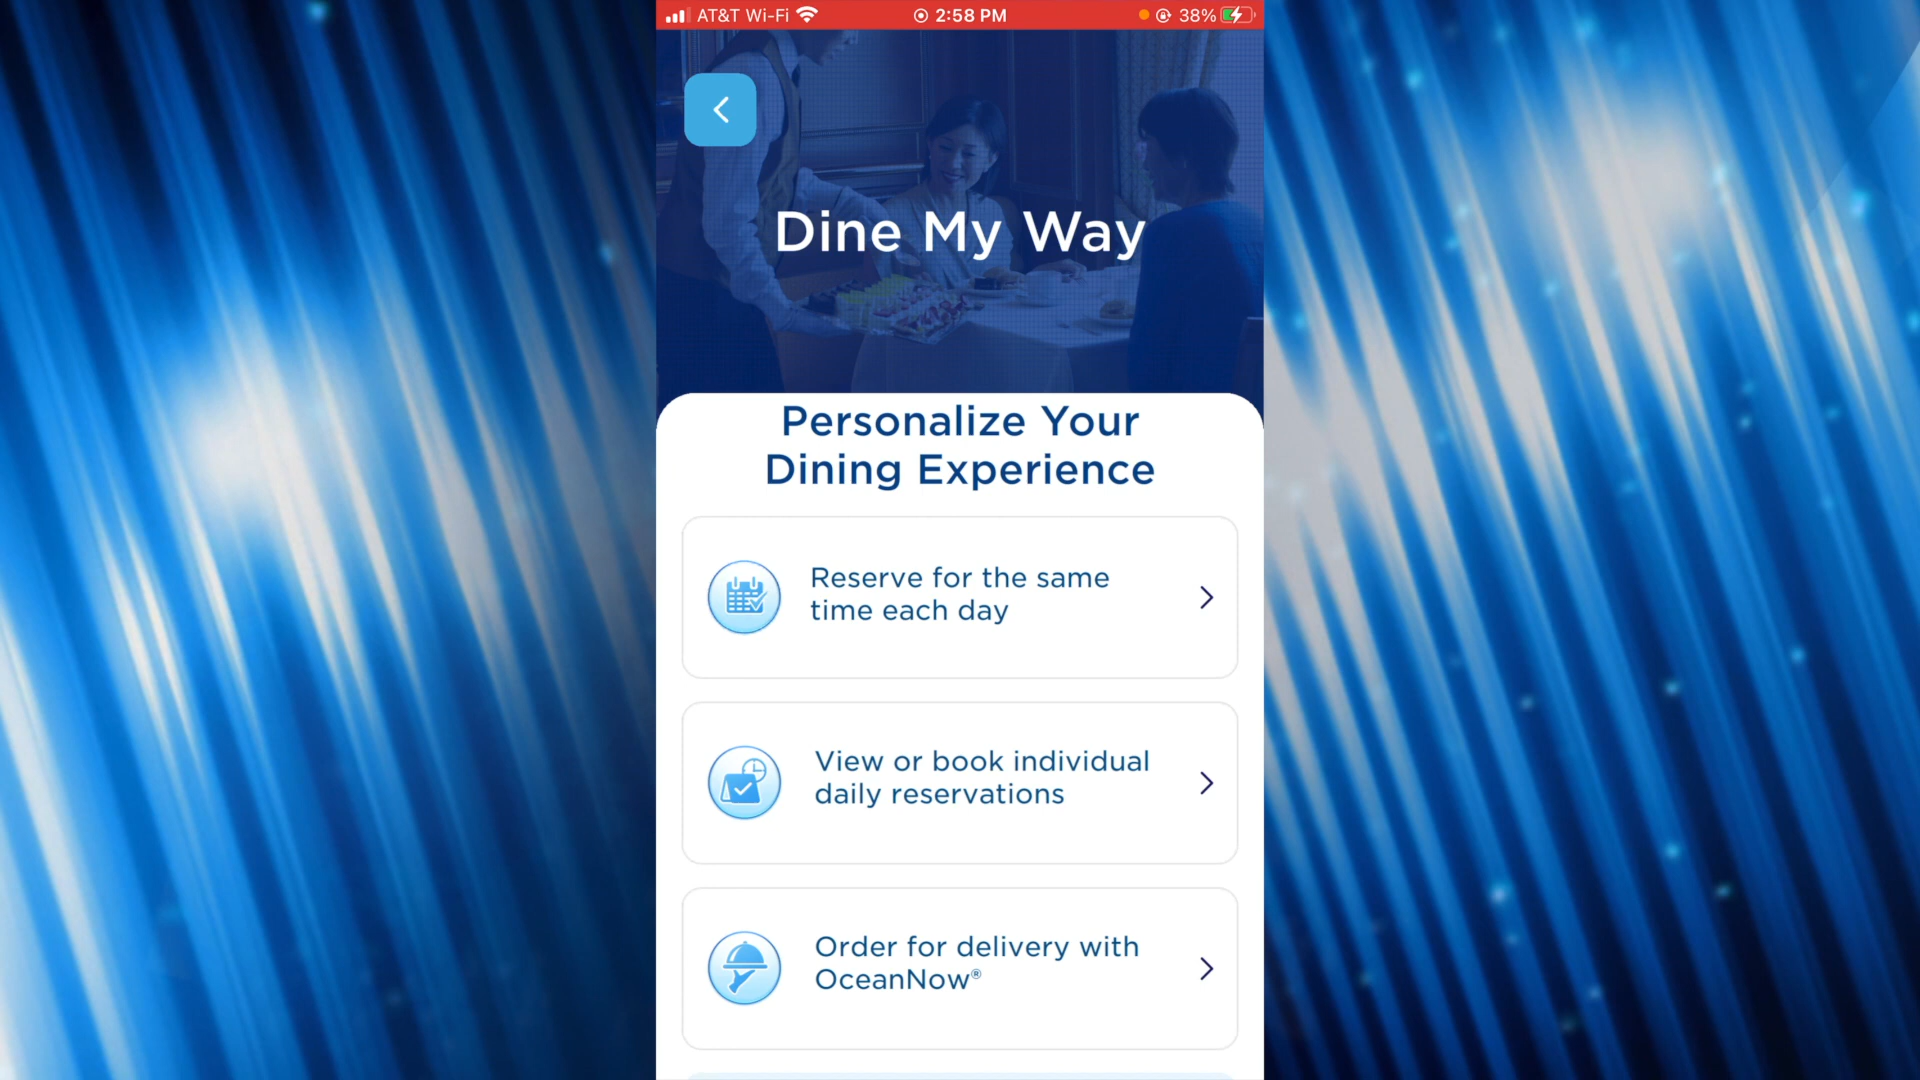 AT&T Wi-Fi 2:58 PM 38%
Dine My Way
Personalize Your
Dining Experience
Reserve for the same
time each day
View or book individual
daily reservations
Order for delivery with
OceanNow®